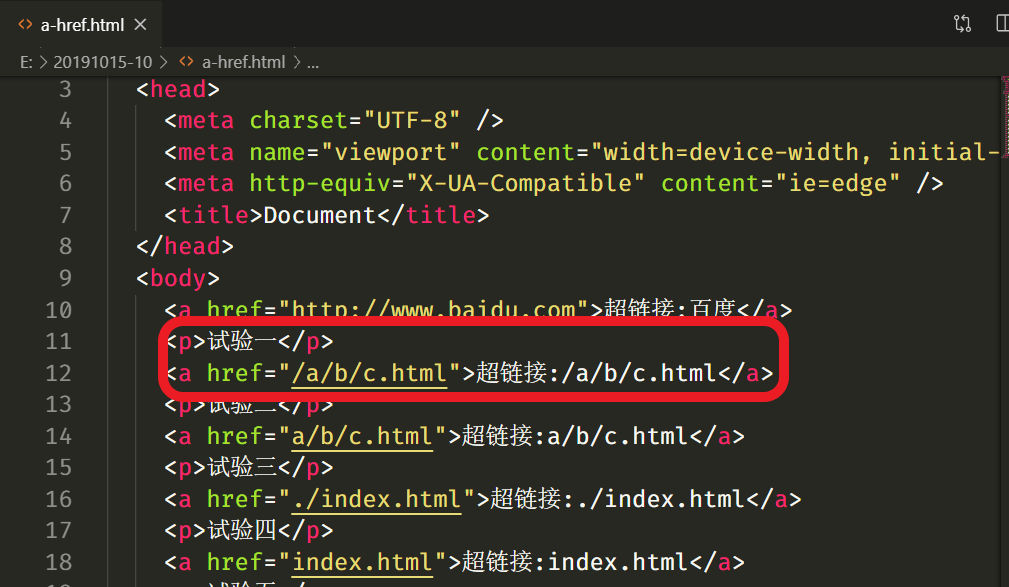 a-href.html
E: > 20191015-10 > a-href.html > ...
3 <head>
4 <meta charset="UTF-8" />
5 <meta name="viewport" content="width=device-width, initial-
6 <meta http-equiv="X-UA-Compatible" content="ie=edge" />
7 <title>Document</title>
8 </head>
9 <body>
10 <a href="http://www.baidu.com">超链接:百度</a>
11 <p>试验一</p>
12 <a href="/a/b/c.html">超链接:/a/b/c.html</a>
13 <p>试验二</p>
14 <a href="a/b/c.html">超链接:a/b/c.html</a>
15 <p>试验三</p>
16 <a href="./index.html">超链接:./index.html</a>
17 <p>试验四</p>
18 <a href="index.html">超链接:index.html</a>